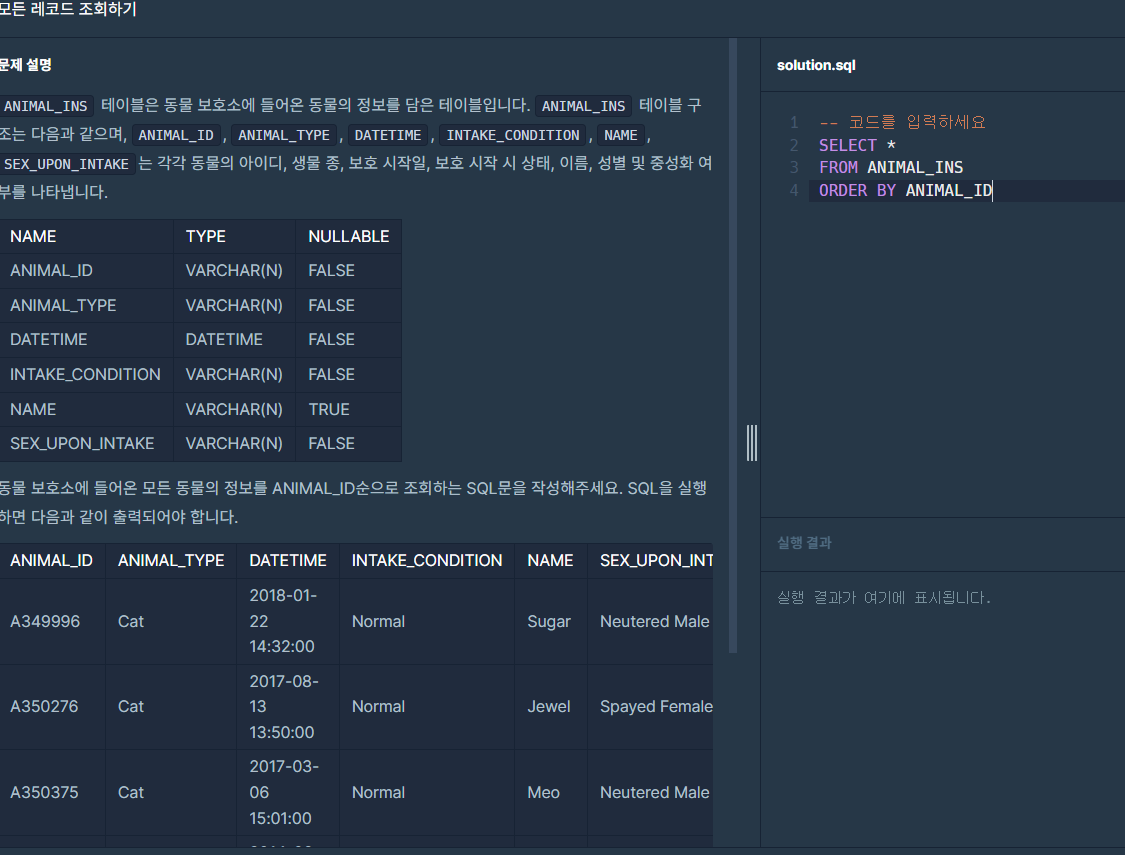 모든 레코드 조회하기
문제 설명
ANIMAL_INS 테이블은 동물 보호소에 들어온 동물의 정보를 담은 테이블입니다. ANIMAL_INS 테이블 구
조는 다음과 같으며, ANIMAL_ID, ANIMAL_TYPE, DATETIME, INTAKE_CONDITION, NAME,
SEX_UPON_INTAKE는 각각 동물의 아이디, 생물 종, 보호 시작일, 보호 시작 시 상태, 이름, 성별 및 중성화 여
부를 나타냅니다.
NAME TYPE NULLABLE
ANIMAL_ID VARCHAR(N) FALSE
ANIMAL_TYPE VARCHAR(N) FALSE
DATETIME DATETIME FALSE
INTAKE_CONDITION VARCHAR(N) FALSE
NAME VARCHAR(N) TRUE
SEX_UPON_INTAKE VARCHAR(N) FALSE
동물 보호소에 들어온 모든 동물의 정보를 ANIMAL_ID순으로 조회하는 SQL문을 작성해주세요. SQL을 실행
하면 다음과 같이 출력되어야 합니다.
ANIMAL_ID ANIMAL_TYPE DATETIME INTAKE_CONDITION NAME SEX_UPON_INT
A349996 Cat 2018-01-22 14:32:00 Normal Sugar Neutered Male
A350276 Cat 2017-08-13 13:50:00 Normal Jewel Spayed Female
A350375 Cat 2017-03-06 15:01:00 Normal Meo Neutered Male
solution.sql
1 -- 코드를 입력하세요
2 SELECT *
3 FROM ANIMAL_INS
4 ORDER BY ANIMAL_ID
실행 결과
실행 결과가 여기에 표시됩니다.